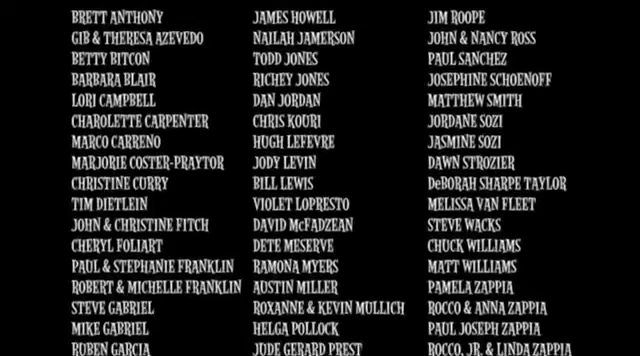 BRETT ANTHONY
GIB & THERESA AZEVEDO
BETTY BITCON
BARBARA BLAIR
LORI CAMPBELL
CHAROLETTE CARPENTER
MARCO CARRENO
MARJORIE COSTER-PRAYTOR
CHRISTINE CURRY
TIM DIETLEIN
JOHN & CHRISTINE FITCH
CHERYL FOLIART
PAUL & STEPHANIE FRANKLIN
ROBERT & MICHELLE FRANKLIN
STEVE GABRIEL
MIKE GABRIEL
RUBEN GARCIA
JAMES HOWELL
NAILAH JAMERSON
TODD JONES
RICHEY JONES
DAN JORDAN
CHRIS KOURI
HUGH LEFEVRE
JODY LEVIN
BILL LEWIS
VIOLET LOPRESTO
DAVID McFADZEAN
DETE MESERVE
RAMONA MYERS
AUSTIN MILLER
ROXANNE & KEVIN MULLICH
HELGA POLLOCK
JUDE GERARD PREST
JIM ROOPE
JOHN & NANCY ROSS
PAUL SANCHEZ
JOSEPHINE SCHOENOFF
MATTHEW SMITH
JORDANE SOZI
JASMINE SOZI
DAWN STROZIER
DeBORAH SHARPE TAYLOR
MELISSA VAN FLEET
STEVE WACKS
CHUCK WILLIAMS
MATT WILLIAMS
PAMELA ZAPPIA
ROCCO & ANNA ZAPPIA
PAUL JOSEPH ZAPPIA
ROCCO, JR. & LINDA ZAPPIA